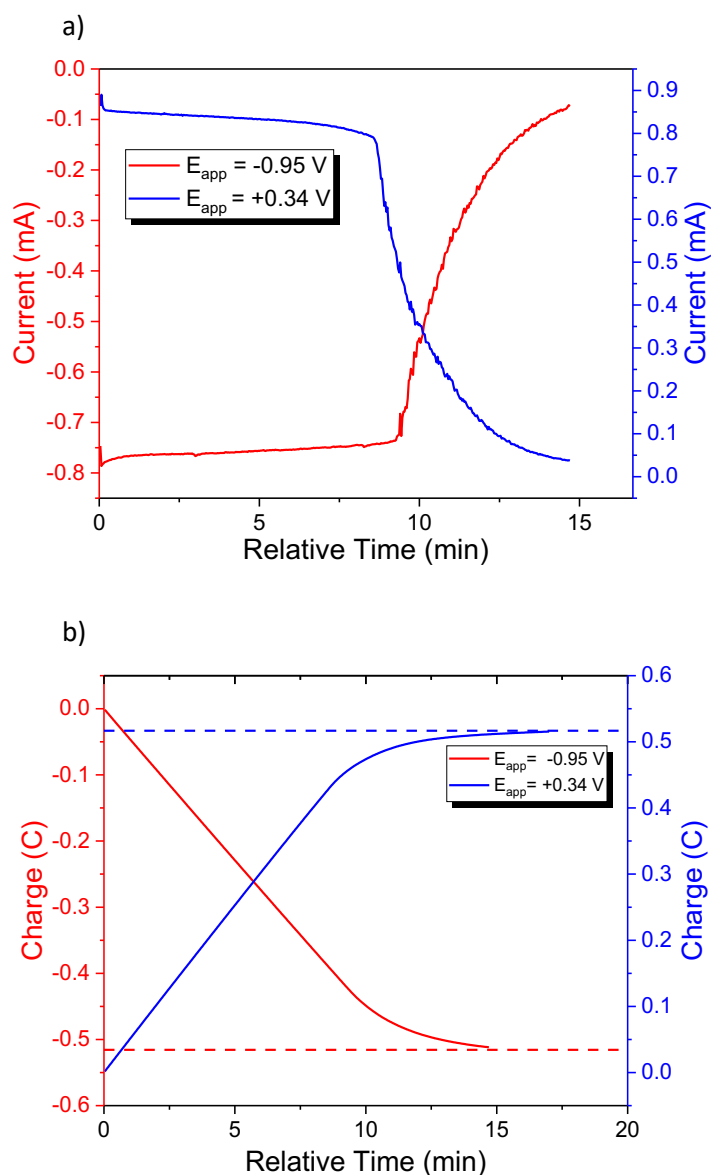 a)
0.0
-0.1
-0.2
-0.3
-0.4
-0.5
-0.6
-0.7
-0.8
Current (mA)
E_app = -0.95 V
E_app = +0.34 V
0.9
0.8
0.7
0.6
0.5
0.4
0.3
0.2
0.1
0.0
Current (mA)
0 5 10 15
Relative Time (min)
b)
0.0
-0.1
-0.2
-0.3
-0.4
-0.5
-0.6
Charge (C)
E_app= -0.95 V
E_app= +0.34 V
0.6
0.5
0.4
0.3
0.2
0.1
0.0
Charge (C)
0 5 10 15 20
Relative Time (min)